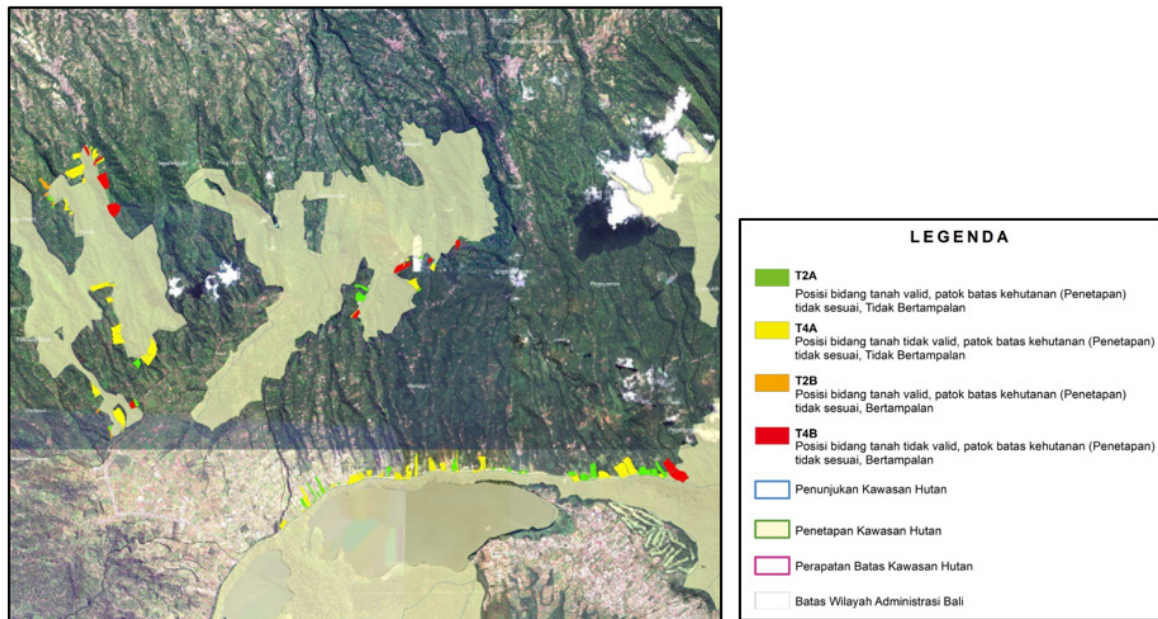 LEGENDA
T2A
Posisi bidang tanah valid, patok batas kehutanan (Penetapan)
tidak sesuai, Tidak Bertampalan
T4A
Posisi bidang tanah tidak valid, patok batas kehutanan (Penetapan)
tidak sesuai, Tidak Bertampalan
T2B
Posisi bidang tanah valid, patok batas kehutanan (Penetapan)
tidak sesuai, Bertampalan
T4B
Posisi bidang tanah tidak valid, patok batas kehutanan (Penetapan)
tidak sesuai, Bertampalan
Penunjukan Kawasan Hutan
Penetapan Kawasan Hutan
Perapatan Batas Kawasan Hutan
Batas Wilayah Administrasi Bali